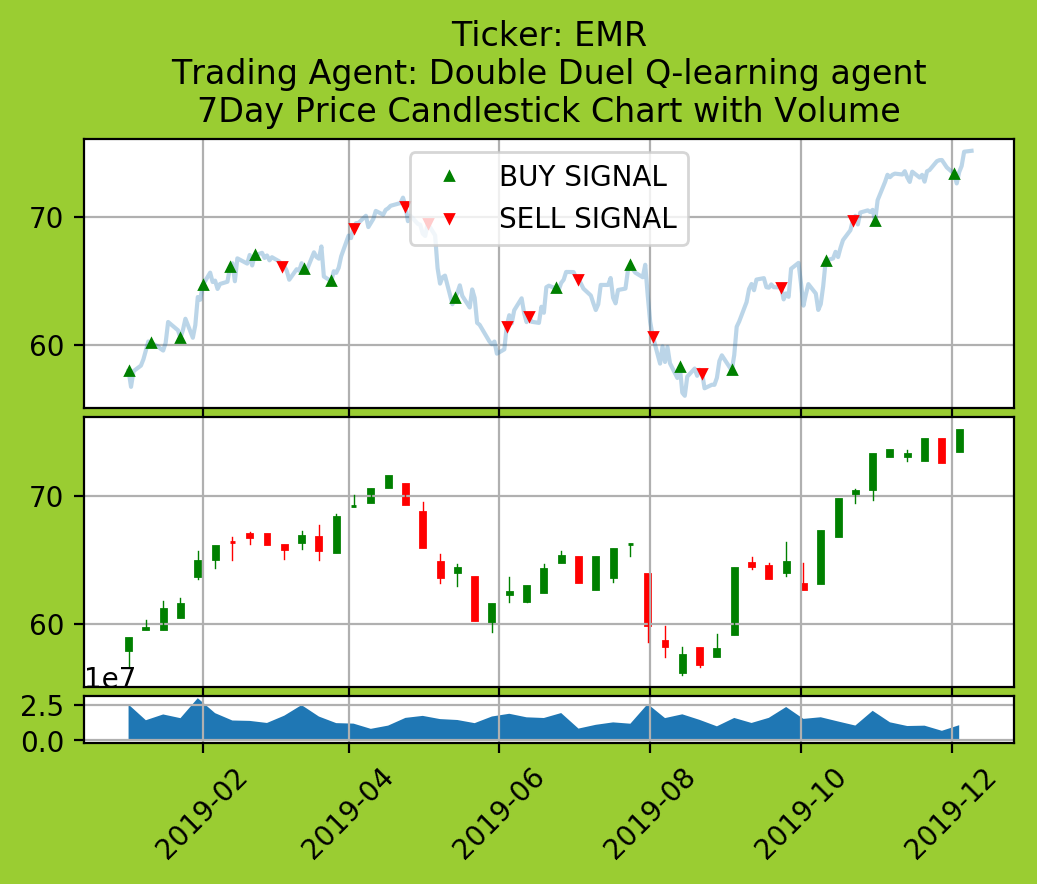 Ticker: EMR
Trading Agent: Double Duel Q-learning agent
7Day Price Candlestick Chart with Volume
BUY SIGNAL
SELL SIGNAL
70
60
70
60
1e7
2.5
0.0
2019-02
2019-04
2019-06
2019-08
2019-10
2019-12